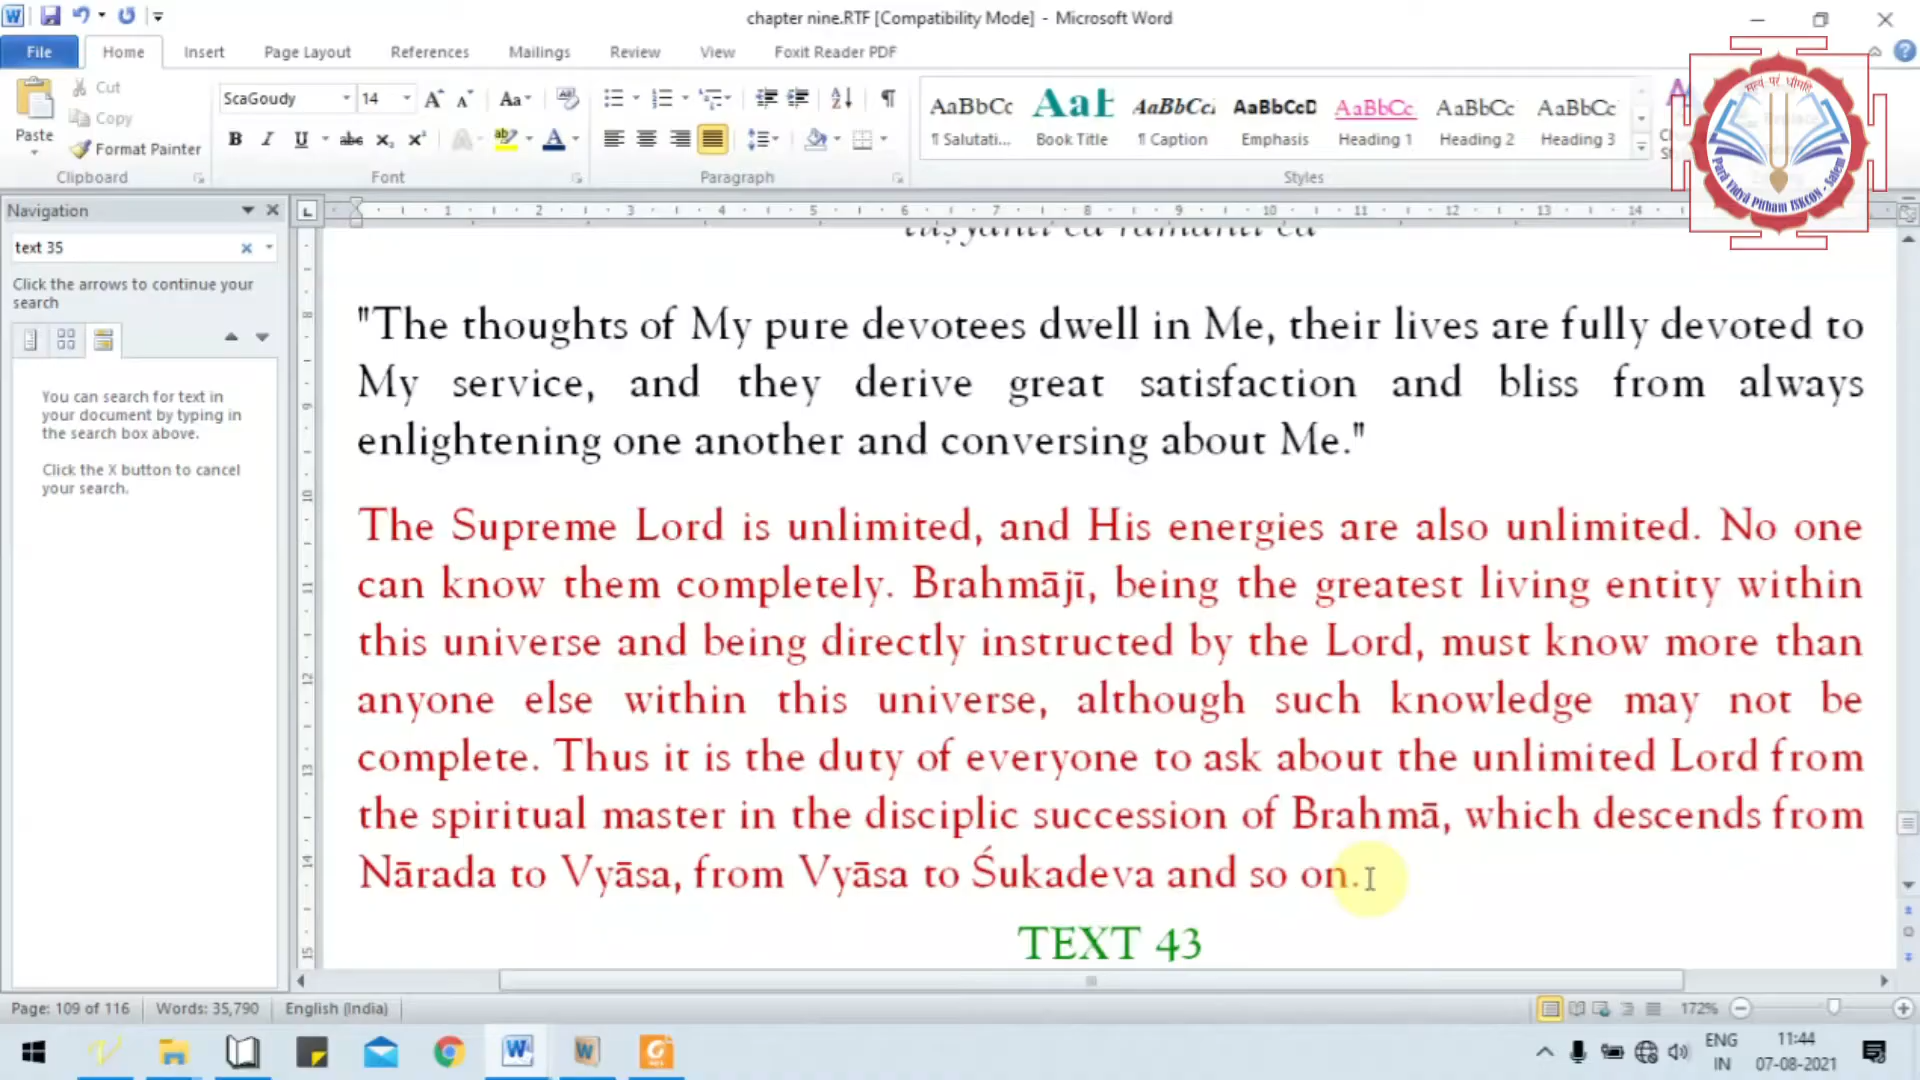 chapter nine.RTF [Compatibility Mode] - Microsoft Word
File Home Insert Page Layout References Mailings Review View Foxit Reader PDF
Cut
Copy
Paste
Format Painter
ScaGoudy 14
AaBbCc AaB AaBbCc AaBbCcD AaBbCc AaBbCc AaBbCc
¶ Salutati... Book Title ¶ Caption Emphasis Heading 1 Heading 2 Heading 3
Clipboard Font Paragraph Styles
Para Vidya Pitham ISKCON - Salem
Navigation
text 35
Click the arrows to continue your
search
You can search for text in
your document by typing in
the search box above.
Click the X button to cancel
your search.
tuṣyanti ca ramanti ca
"The thoughts of My pure devotees dwell in Me, their lives are fully devoted to
My service, and they derive great satisfaction and bliss from always
enlightening one another and conversing about Me."
The Supreme Lord is unlimited, and His energies are also unlimited. No one
can know them completely. Brahmājī, being the greatest living entity within
this universe and being directly instructed by the Lord, must know more than
anyone else within this universe, although such knowledge may not be
complete. Thus it is the duty of everyone to ask about the unlimited Lord from
the spiritual master in the disciplic succession of Brahmā, which descends from
Nārada to Vyāsa, from Vyāsa to Śukadeva and so on.
TEXT 43
Page: 109 of 116 Words: 35,790 English (India) 172%
ENG 11:44
IN 07-08-2021